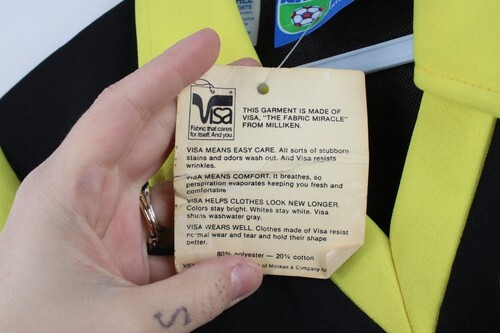 Visa ®
Fabric that cares
for itself. And you.
THIS GARMENT IS MADE OF
VISA, "THE FABRIC MIRACLE"
FROM MILLIKEN.
VISA MEANS EASY CARE. All sorts of stubborn
stains and odors wash out. And Visa resists
wrinkles.
VISA MEANS COMFORT. It breathes, so
perspiration evaporates keeping you fresh and
comfortable.
VISA HELPS CLOTHES LOOK NEW LONGER.
Colors stay bright. Whites stay white. Visa
shuns washwater gray.
VISA WEARS WELL. Clothes made of Visa resist
normal wear and tear and hold their shape
better.
80% polyester — 20% cotton
of Milliken & Company